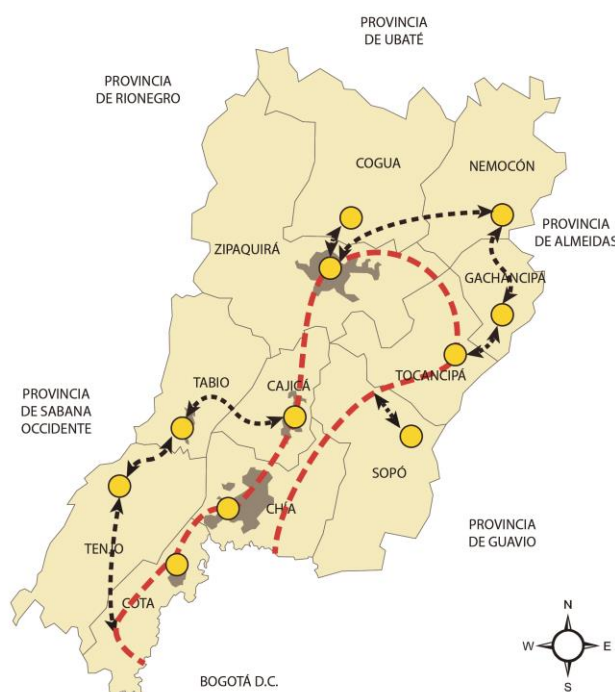 PROVINCIA
DE UBATÉ
PROVINCIA
DE RIONEGRO
COGUA
NEMOCÓN
PROVINCIA
DE ALMEIDAS
ZIPAQUIRÁ
GACHANCIPÁ
TOCANCIPÁ
TABIO
CAJICÁ
PROVINCIA
DE SABANA
OCCIDENTE
SOPÓ
CHÍA
PROVINCIA
DE GUAVIO
TENJO
COTA
BOGOTÁ D.C.
N
W
E
S